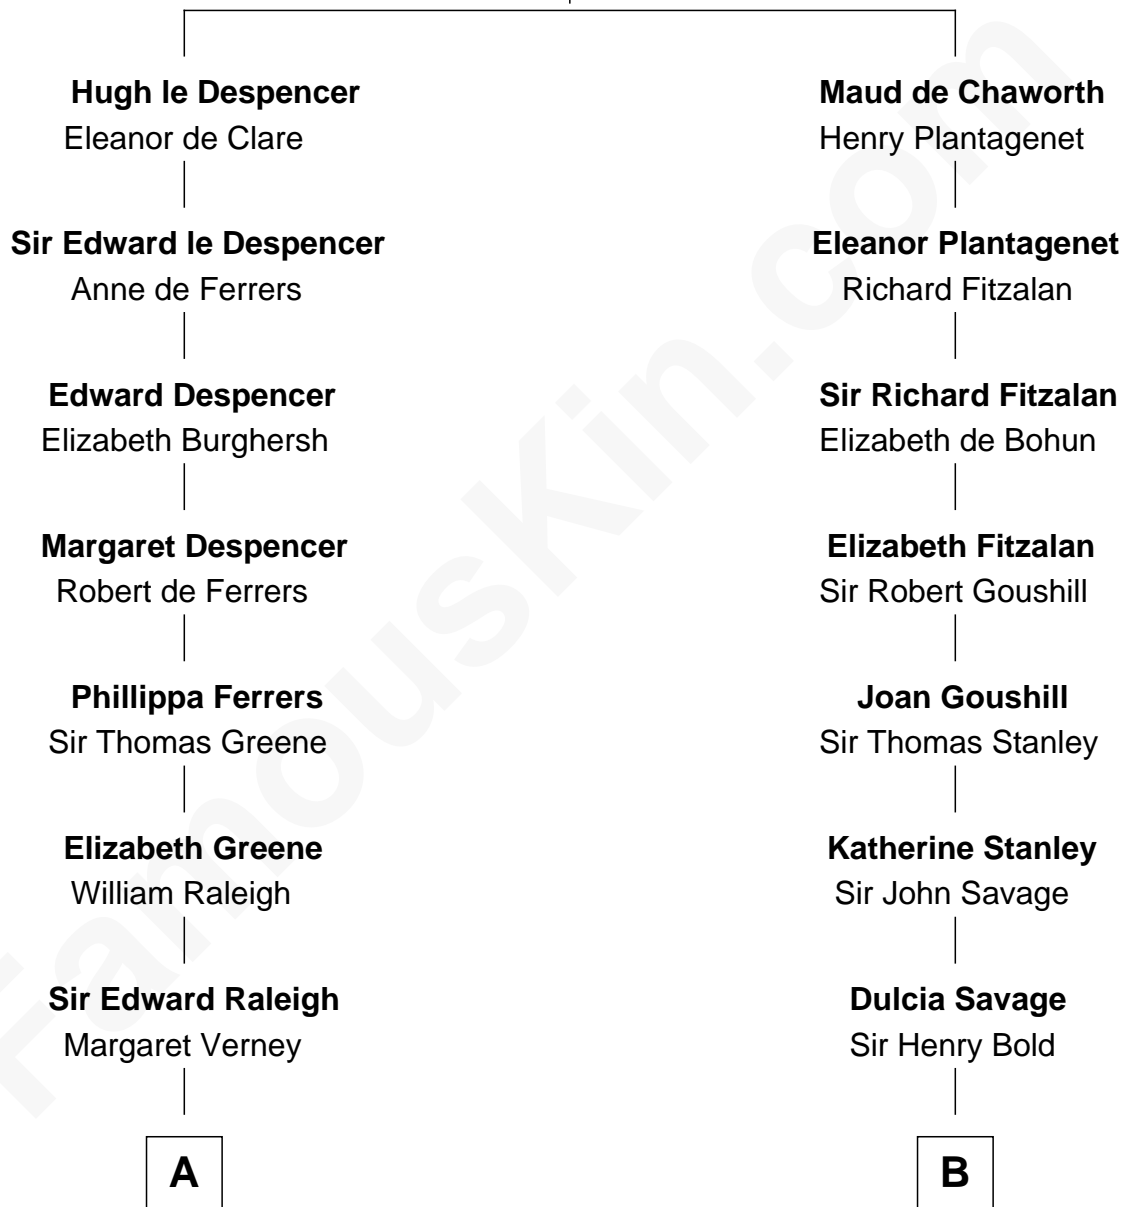 Hugh le Despencer
Eleanor de Clare
Sir Edward le Despencer
Anne de Ferrers
Edward Despencer
Elizabeth Burghersh
Margaret Despencer
Robert de Ferrers
Phillippa Ferrers
Sir Thomas Greene
Elizabeth Greene
William Raleigh
Sir Edward Raleigh
Margaret Verney
A
Maud de Chaworth
Henry Plantagenet
Eleanor Plantagenet
Richard Fitzalan
Sir Richard Fitzalan
Elizabeth de Bohun
Elizabeth Fitzalan
Sir Robert Goushill
Joan Goushill
Sir Thomas Stanley
Katherine Stanley
Sir John Savage
Dulcia Savage
Sir Henry Bold
B
FamousKin.com